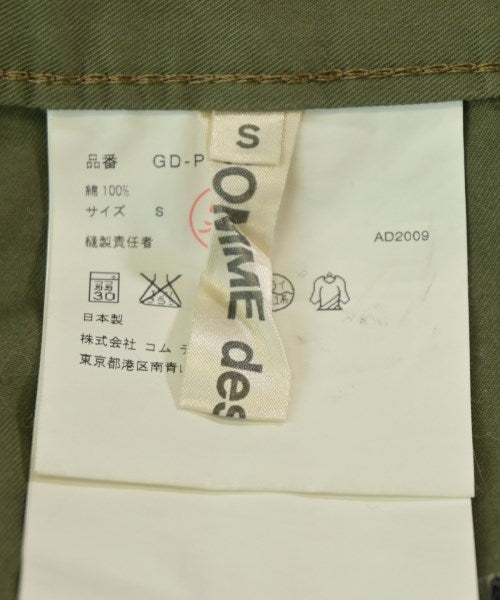 S
品番 GD-P
綿 100%
サイズ S
縫製責任者
AD2009
30
日本製
株式会社 コム
東京都港区南青
OMME des